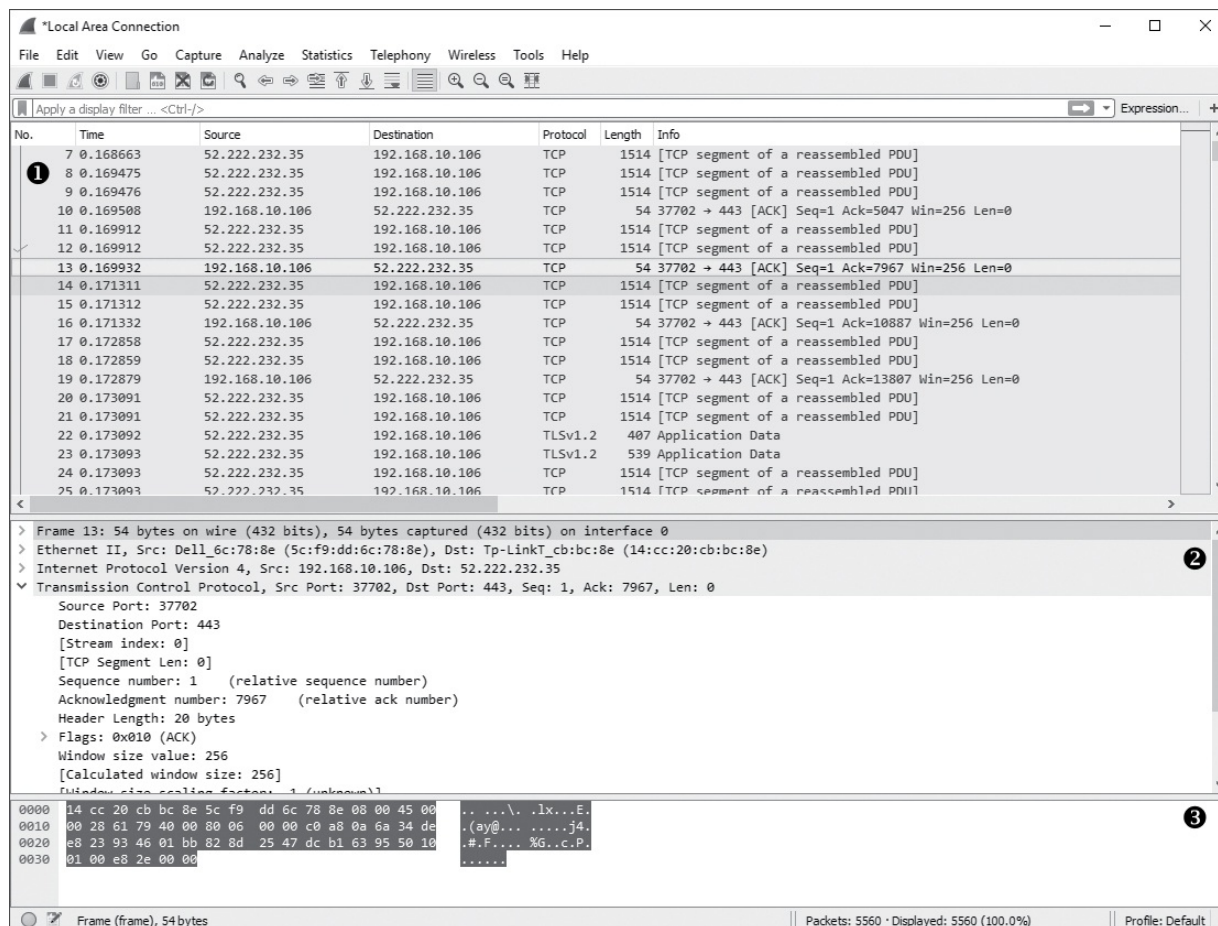 *Local Area Connection
File Edit View Go Capture Analyze Statistics Telephony Wireless Tools Help
Apply a display filter ... <Ctrl-/> Expression... +
No. Time Source Destination Protocol Length Info
7 0.168663 52.222.232.35 192.168.10.106 TCP 1514 [TCP segment of a reassembled PDU]
❶ 8 0.169475 52.222.232.35 192.168.10.106 TCP 1514 [TCP segment of a reassembled PDU]
9 0.169476 52.222.232.35 192.168.10.106 TCP 1514 [TCP segment of a reassembled PDU]
10 0.169508 192.168.10.106 52.222.232.35 TCP 54 37702 → 443 [ACK] Seq=1 Ack=5047 Win=256 Len=0
11 0.169912 52.222.232.35 192.168.10.106 TCP 1514 [TCP segment of a reassembled PDU]
12 0.169912 52.222.232.35 192.168.10.106 TCP 1514 [TCP segment of a reassembled PDU]
13 0.169932 192.168.10.106 52.222.232.35 TCP 54 37702 → 443 [ACK] Seq=1 Ack=7967 Win=256 Len=0
14 0.171311 52.222.232.35 192.168.10.106 TCP 1514 [TCP segment of a reassembled PDU]
15 0.171312 52.222.232.35 192.168.10.106 TCP 1514 [TCP segment of a reassembled PDU]
16 0.171332 192.168.10.106 52.222.232.35 TCP 54 37702 → 443 [ACK] Seq=1 Ack=10887 Win=256 Len=0
17 0.172858 52.222.232.35 192.168.10.106 TCP 1514 [TCP segment of a reassembled PDU]
18 0.172859 52.222.232.35 192.168.10.106 TCP 1514 [TCP segment of a reassembled PDU]
19 0.172879 192.168.10.106 52.222.232.35 TCP 54 37702 → 443 [ACK] Seq=1 Ack=13807 Win=256 Len=0
20 0.173091 52.222.232.35 192.168.10.106 TCP 1514 [TCP segment of a reassembled PDU]
21 0.173091 52.222.232.35 192.168.10.106 TCP 1514 [TCP segment of a reassembled PDU]
22 0.173092 52.222.232.35 192.168.10.106 TLSv1.2 407 Application Data
23 0.173093 52.222.232.35 192.168.10.106 TLSv1.2 539 Application Data
24 0.173093 52.222.232.35 192.168.10.106 TCP 1514 [TCP segment of a reassembled PDU]
25 0.173093 52.222.232.35 192.168.10.106 TCP 1514 [TCP segment of a reassembled PDU]
> Frame 13: 54 bytes on wire (432 bits), 54 bytes captured (432 bits) on interface 0
> Ethernet II, Src: Dell_6c:78:8e (5c:f9:dd:6c:78:8e), Dst: Tp-LinkT_cb:bc:8e (14:cc:20:cb:bc:8e) ❷
> Internet Protocol Version 4, Src: 192.168.10.106, Dst: 52.222.232.35
Transmission Control Protocol, Src Port: 37702, Dst Port: 443, Seq: 1, Ack: 7967, Len: 0
Source Port: 37702
Destination Port: 443
[Stream index: 0]
[TCP Segment Len: 0]
Sequence number: 1 (relative sequence number)
Acknowledgment number: 7967 (relative ack number)
Header Length: 20 bytes
> Flags: 0x010 (ACK)
Window size value: 256
[Calculated window size: 256]
[Window size scaling factor: -1 (unknown)]
0000 14 cc 20 cb bc 8e 5c f9 dd 6c 78 8e 08 00 45 00 .. ...\. .lx...E. ❸
0010 00 28 61 79 40 00 80 06 00 00 c0 a8 0a 6a 34 de .(ay@... .....j4.
0020 e8 23 93 46 01 bb 82 8d 25 47 dc b1 63 95 50 10 .#.F.... %G..c.P.
0030 01 00 e8 2e 00 00 ......
Frame (frame), 54 bytes Packets: 5560 · Displayed: 5560 (100.0%) Profile: Default